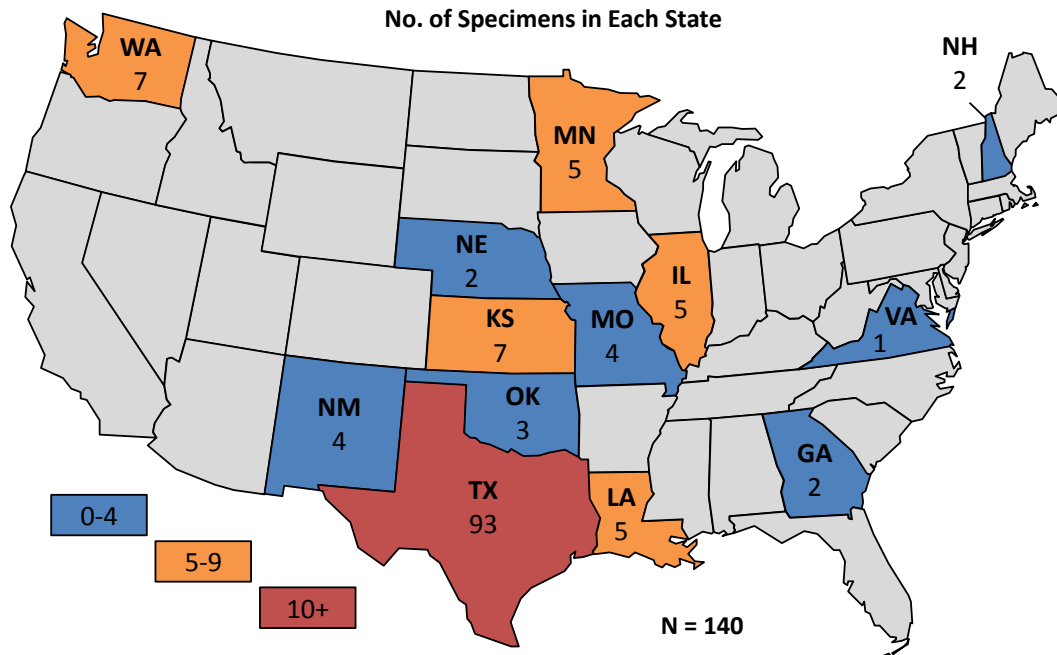 No. of Specimens in Each State
WA
7
NH
2
MN
5
NE
2
IL
5
KS
7
MO
4
VA
1
NM
4
OK
3
GA
2
TX
93
LA
5
0-4
5-9
10+
N = 140